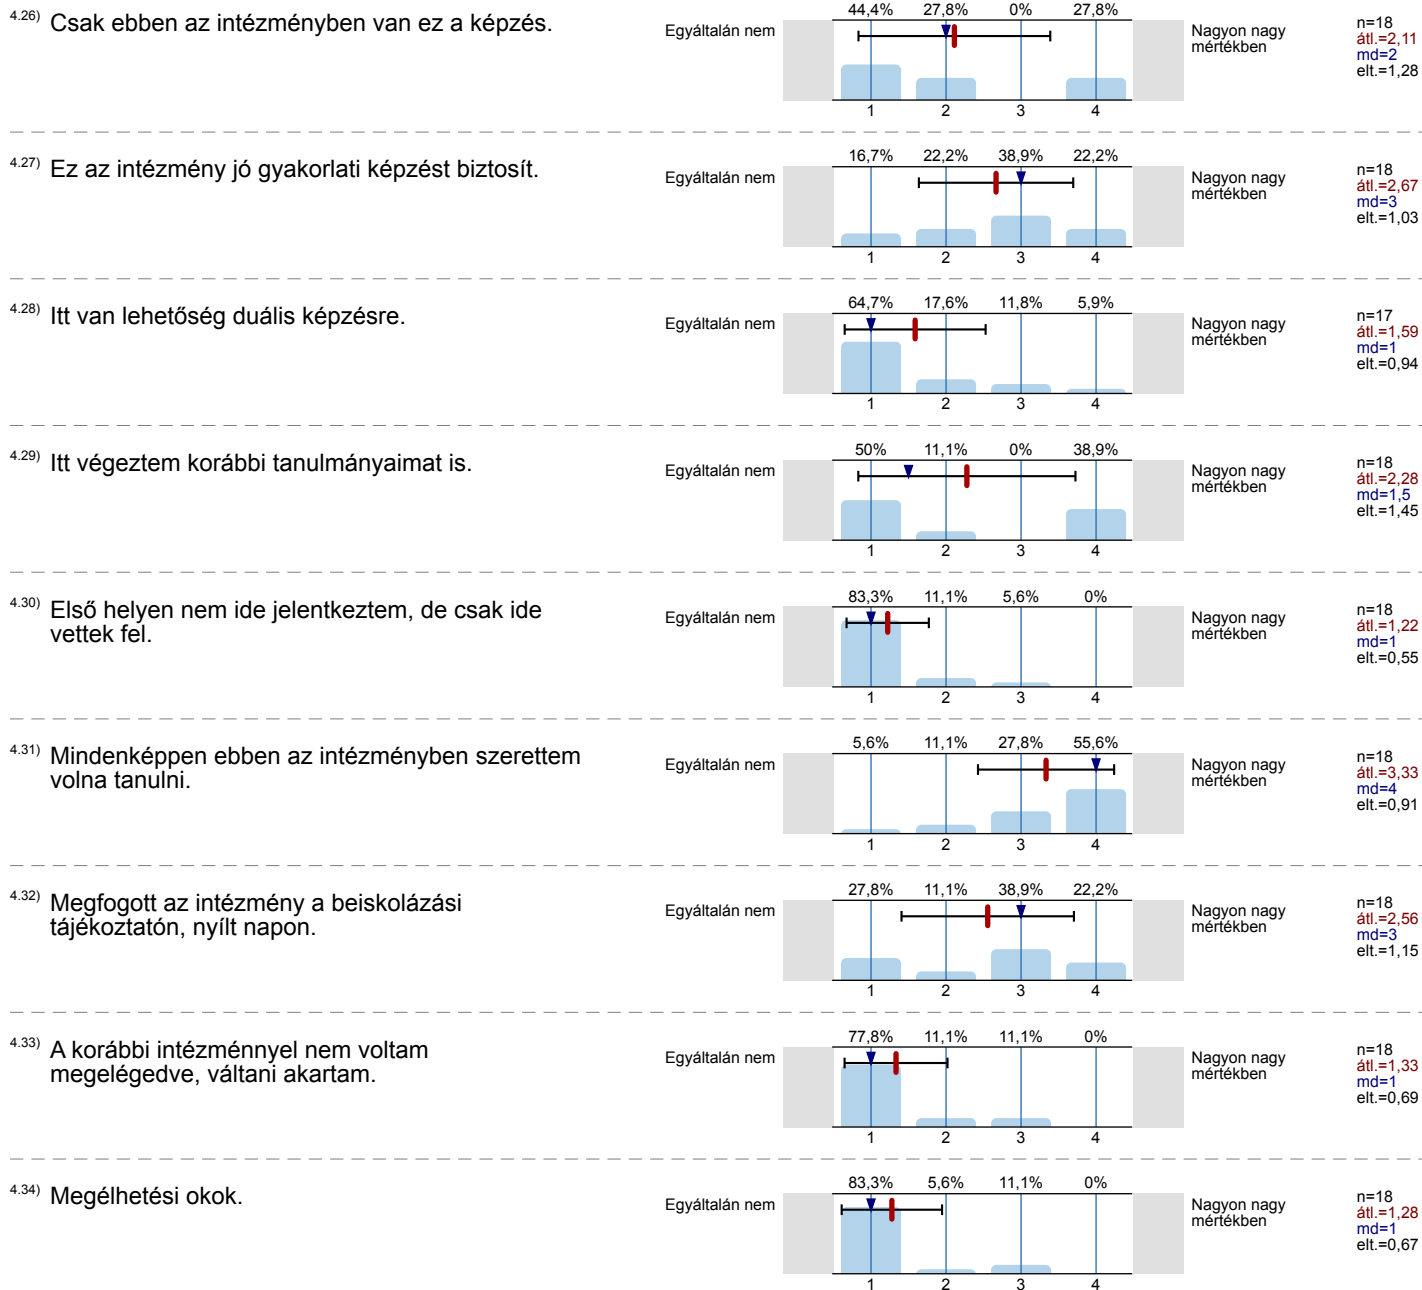 4.26) Csak ebben az intézményben van ez a képzés.
Egyáltalán nem
44,4% 27,8% 0% 27,8%
1 2 3 4
Nagyon nagy
mértékben
n=18
átl.=2,11
md=2
elt.=1,28
4.27) Ez az intézmény jó gyakorlati képzést biztosít.
Egyáltalán nem
16,7% 22,2% 38,9% 22,2%
1 2 3 4
Nagyon nagy
mértékben
n=18
átl.=2,67
md=3
elt.=1,03
4.28) Itt van lehetőség duális képzésre.
Egyáltalán nem
64,7% 17,6% 11,8% 5,9%
1 2 3 4
Nagyon nagy
mértékben
n=17
átl.=1,59
md=1
elt.=0,94
4.29) Itt végeztem korábbi tanulmányaimat is.
Egyáltalán nem
50% 11,1% 0% 38,9%
1 2 3 4
Nagyon nagy
mértékben
n=18
átl.=2,28
md=1,5
elt.=1,45
4.30) Első helyen nem ide jelentkeztem, de csak ide
vettek fel.
Egyáltalán nem
83,3% 11,1% 5,6% 0%
1 2 3 4
Nagyon nagy
mértékben
n=18
átl.=1,22
md=1
elt.=0,55
4.31) Mindenképpen ebben az intézményben szerettem
volna tanulni.
Egyáltalán nem
5,6% 11,1% 27,8% 55,6%
1 2 3 4
Nagyon nagy
mértékben
n=18
átl.=3,33
md=4
elt.=0,91
4.32) Megfogott az intézmény a beiskolázási
tájékoztatón, nyílt napon.
Egyáltalán nem
27,8% 11,1% 38,9% 22,2%
1 2 3 4
Nagyon nagy
mértékben
n=18
átl.=2,56
md=3
elt.=1,15
4.33) A korábbi intézménnyel nem voltam
megelégedve, váltani akartam.
Egyáltalán nem
77,8% 11,1% 11,1% 0%
1 2 3 4
Nagyon nagy
mértékben
n=18
átl.=1,33
md=1
elt.=0,69
4.34) Megélhetési okok.
Egyáltalán nem
83,3% 5,6% 11,1% 0%
1 2 3 4
Nagyon nagy
mértékben
n=18
átl.=1,28
md=1
elt.=0,67